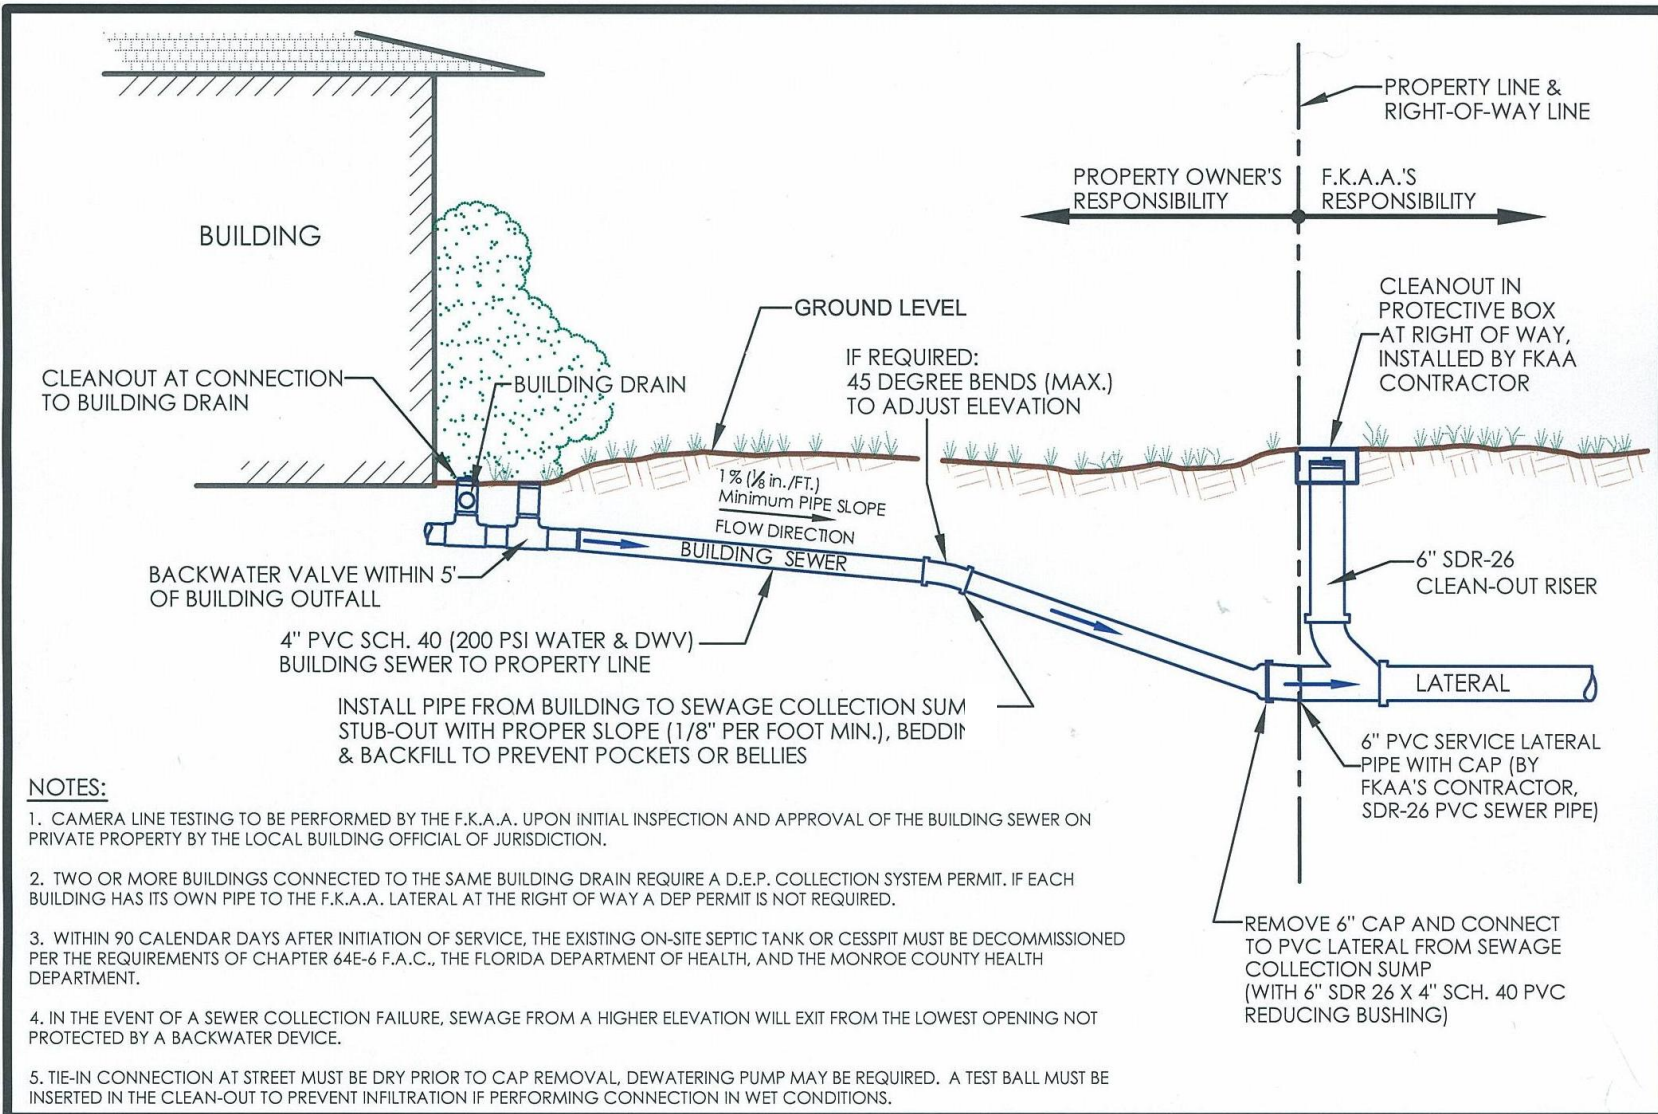 PROPERTY LINE &
RIGHT-OF-WAY LINE
PROPERTY OWNER'S
RESPONSIBILITY
F.K.A.A.'S
RESPONSIBILITY
BUILDING
CLEANOUT IN
PROTECTIVE BOX
AT RIGHT OF WAY,
INSTALLED BY FKAA
CONTRACTOR
GROUND LEVEL
IF REQUIRED:
45 DEGREE BENDS (MAX.)
TO ADJUST ELEVATION
CLEANOUT AT CONNECTION
TO BUILDING DRAIN
BUILDING DRAIN
1% (⅛ in./FT.)
Minimum PIPE SLOPE
FLOW DIRECTION
BUILDING SEWER
BACKWATER VALVE WITHIN 5'
OF BUILDING OUTFALL
6" SDR-26
CLEAN-OUT RISER
4" PVC SCH. 40 (200 PSI WATER & DWV)
BUILDING SEWER TO PROPERTY LINE
LATERAL
INSTALL PIPE FROM BUILDING TO SEWAGE COLLECTION SUM
STUB-OUT WITH PROPER SLOPE (1/8" PER FOOT MIN.), BEDDIN
& BACKFILL TO PREVENT POCKETS OR BELLIES
6" PVC SERVICE LATERAL
PIPE WITH CAP (BY
FKAA'S CONTRACTOR,
SDR-26 PVC SEWER PIPE)
REMOVE 6" CAP AND CONNECT
TO PVC LATERAL FROM SEWAGE
COLLECTION SUMP
(WITH 6" SDR 26 X 4" SCH. 40 PVC
REDUCING BUSHING)
NOTES:
1. CAMERA LINE TESTING TO BE PERFORMED BY THE F.K.A.A. UPON INITIAL INSPECTION AND APPROVAL OF THE BUILDING SEWER ON
PRIVATE PROPERTY BY THE LOCAL BUILDING OFFICIAL OF JURISDICTION.
2. TWO OR MORE BUILDINGS CONNECTED TO THE SAME BUILDING DRAIN REQUIRE A D.E.P. COLLECTION SYSTEM PERMIT. IF EACH
BUILDING HAS ITS OWN PIPE TO THE F.K.A.A. LATERAL AT THE RIGHT OF WAY A DEP PERMIT IS NOT REQUIRED.
3. WITHIN 90 CALENDAR DAYS AFTER INITIATION OF SERVICE, THE EXISTING ON-SITE SEPTIC TANK OR CESSPIT MUST BE DECOMMISSIONED
PER THE REQUIREMENTS OF CHAPTER 64E-6 F.A.C., THE FLORIDA DEPARTMENT OF HEALTH, AND THE MONROE COUNTY HEALTH
DEPARTMENT.
4. IN THE EVENT OF A SEWER COLLECTION FAILURE, SEWAGE FROM A HIGHER ELEVATION WILL EXIT FROM THE LOWEST OPENING NOT
PROTECTED BY A BACKWATER DEVICE.
5. TIE-IN CONNECTION AT STREET MUST BE DRY PRIOR TO CAP REMOVAL, DEWATERING PUMP MAY BE REQUIRED. A TEST BALL MUST BE
INSERTED IN THE CLEAN-OUT TO PREVENT INFILTRATION IF PERFORMING CONNECTION IN WET CONDITIONS.